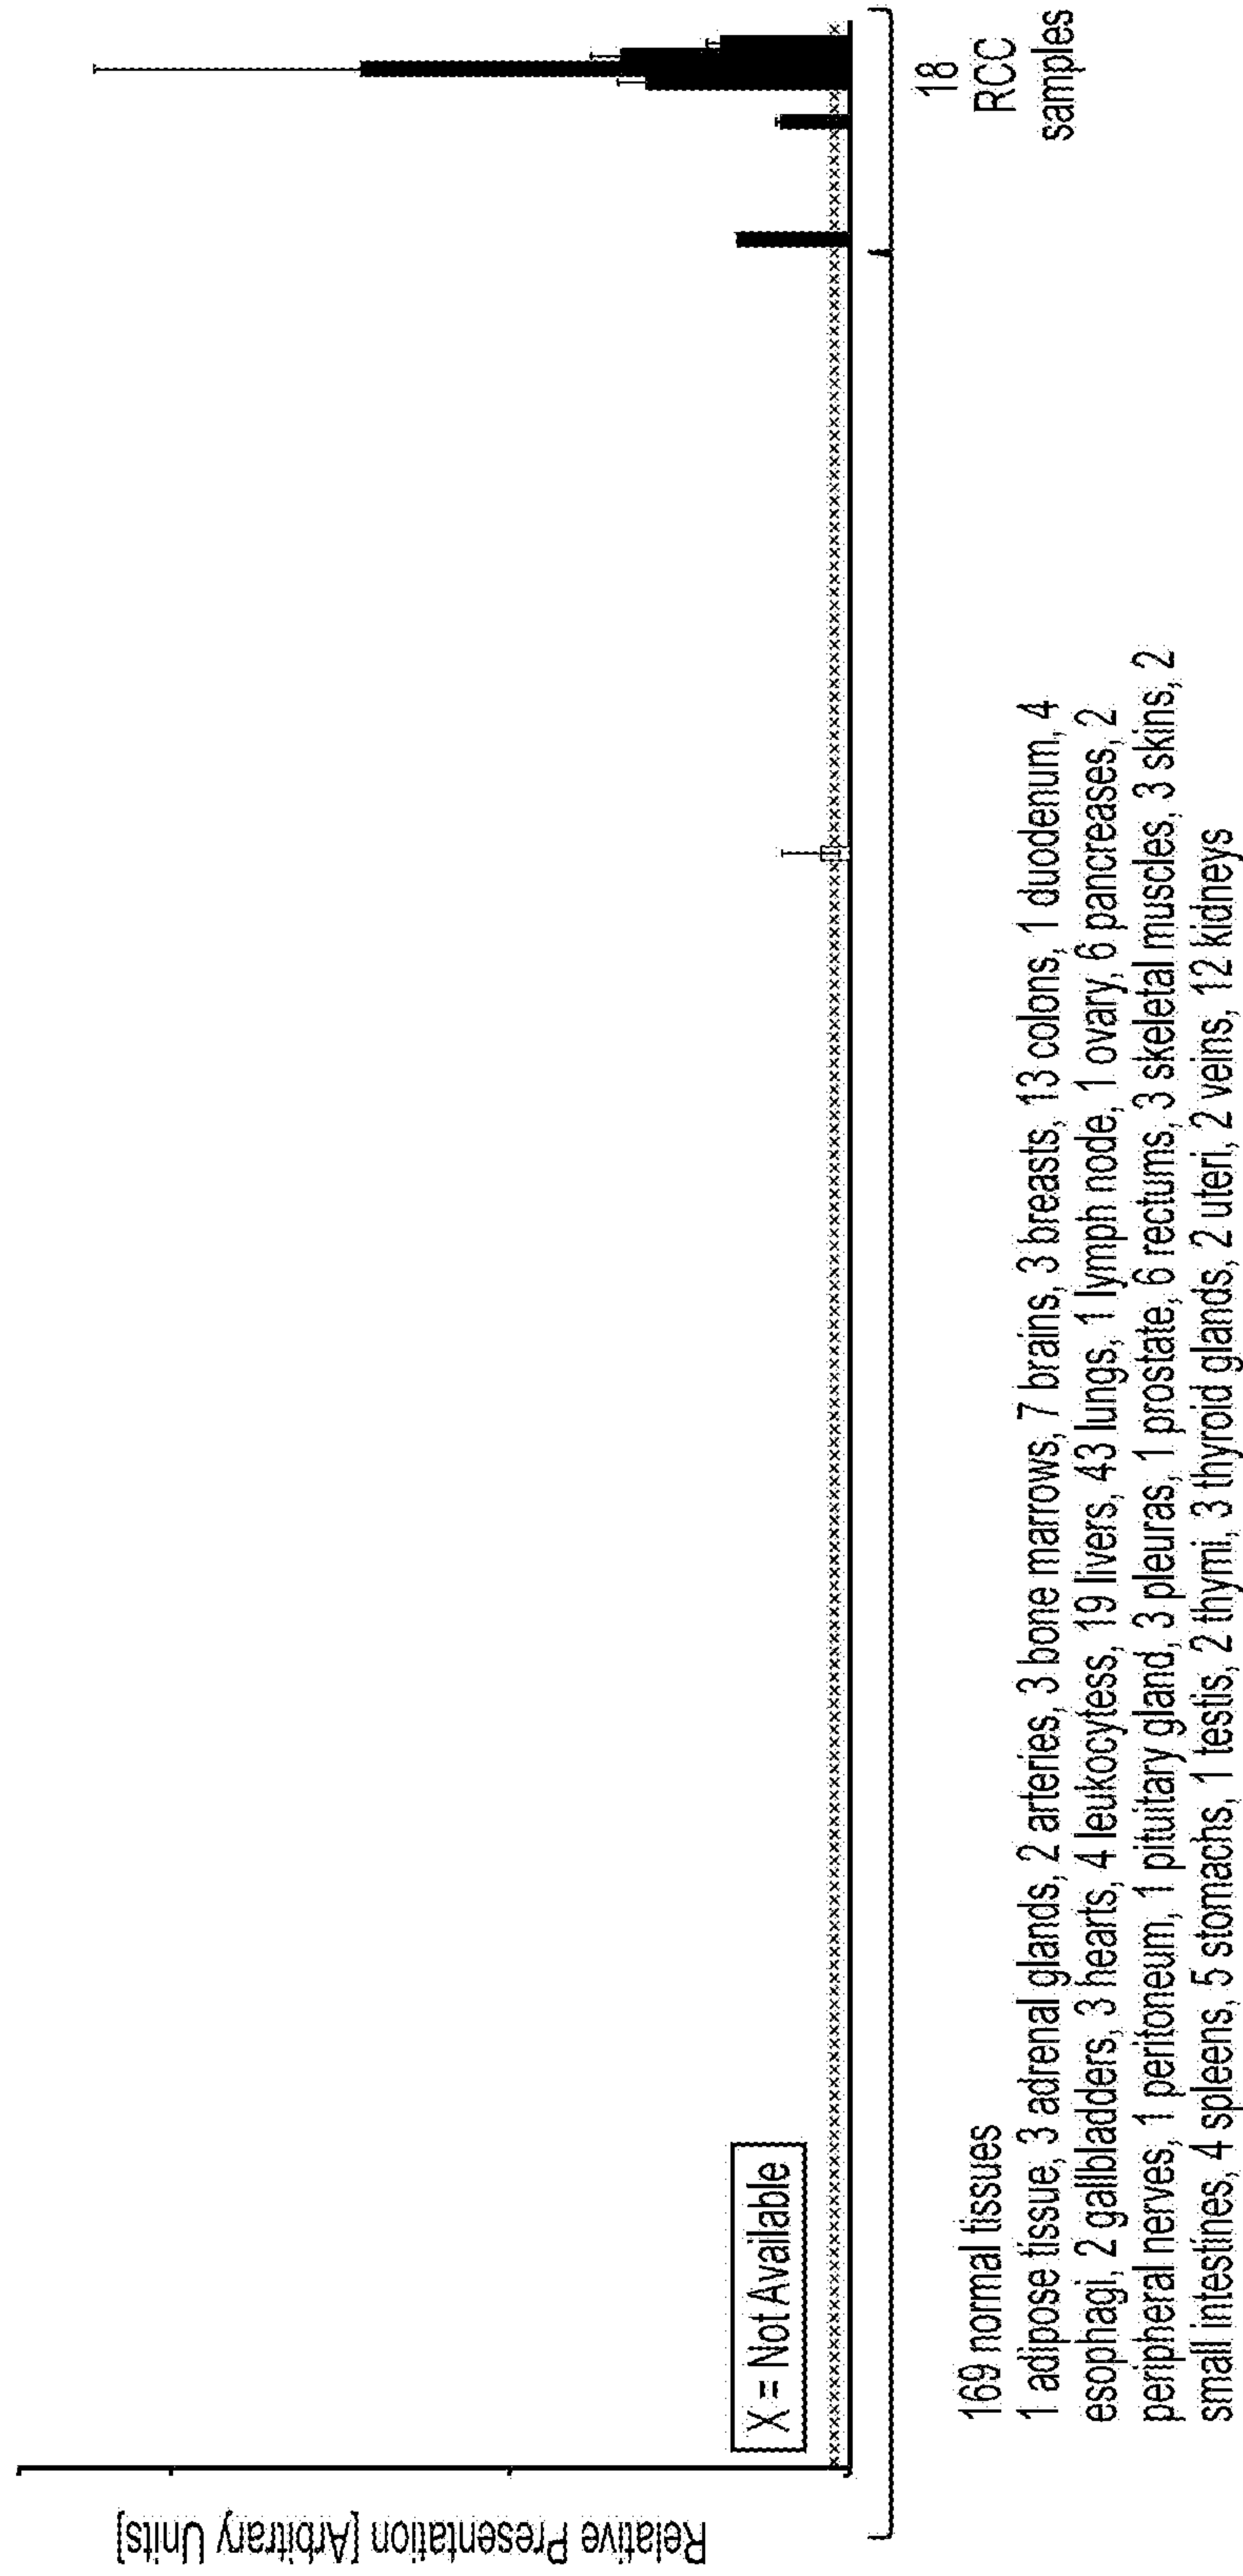 Relative Presentation [Arbitrary Units]
X = Not Available
169 normal tissues
1 adipose tissue, 3 adrenal glands, 2 arteries, 3 bone marrows, 7 brains, 3 breasts, 13 colons, 1 duodenum, 4
esophagi, 2 gallbladders, 3 hearts, 4 leukocytess, 19 livers, 43 lungs, 1 lymph node, 1 ovary, 6 pancreases, 2
peripheral nerves, 1 peritoneum, 1 pituitary gland, 3 pleuras, 1 prostate, 6 rectums, 3 skeletal muscles, 3 skins, 2
small intestines, 4 spleens, 5 stomachs, 1 testis, 2 thymi, 3 thyroid glands, 2 uteri, 2 veins, 12 kidneys
18
RCC
samples